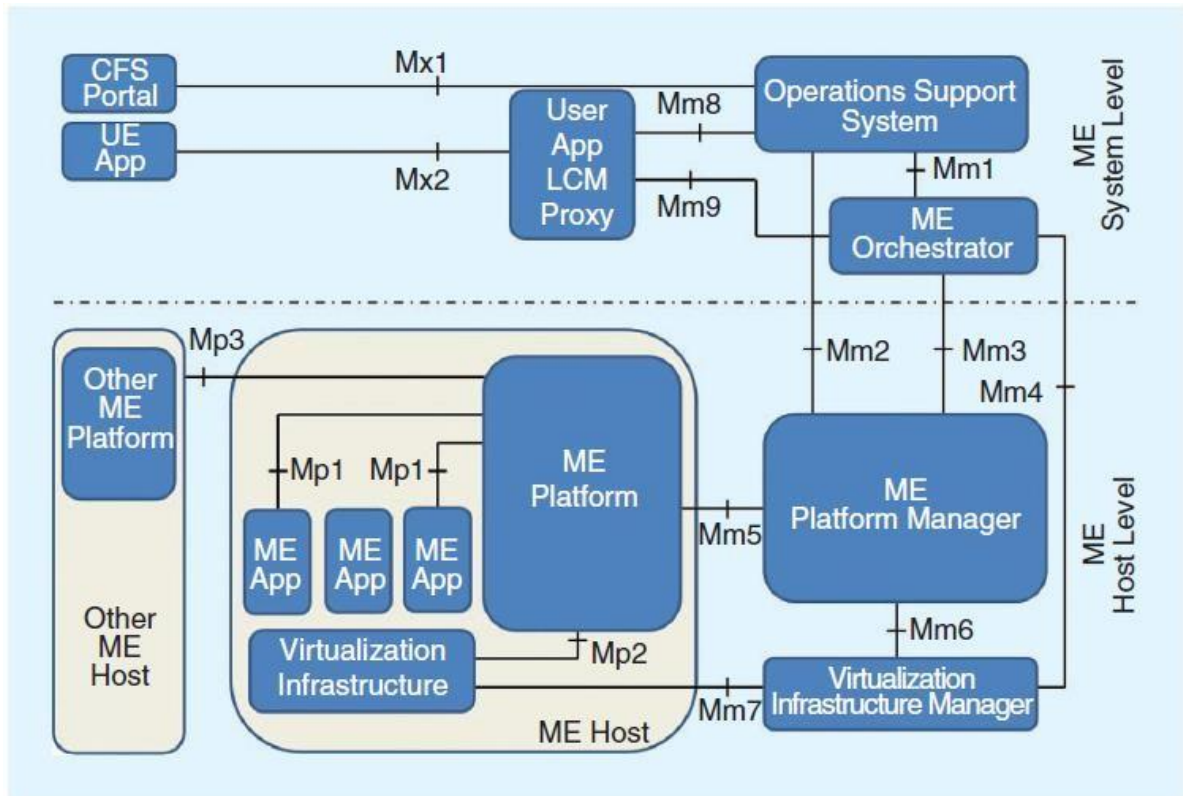 CFS
Portal
Mx1
Operations Support
System
UE
App
Mx2
User
App
LCM
Proxy
Mm8
Mm9
Mm1
ME
Orchestrator
ME
System Level
Other
ME
Platform
Mp3
Other
ME
Host
Mp1
Mp1
ME
App
ME
App
ME
App
ME
Platform
Virtualization
Infrastructure
Mp2
ME Host
Mm2
Mm3
Mm4
Mm5
ME
Platform Manager
Mm6
Mm7
Virtualization
Infrastructure Manager
ME
Host Level